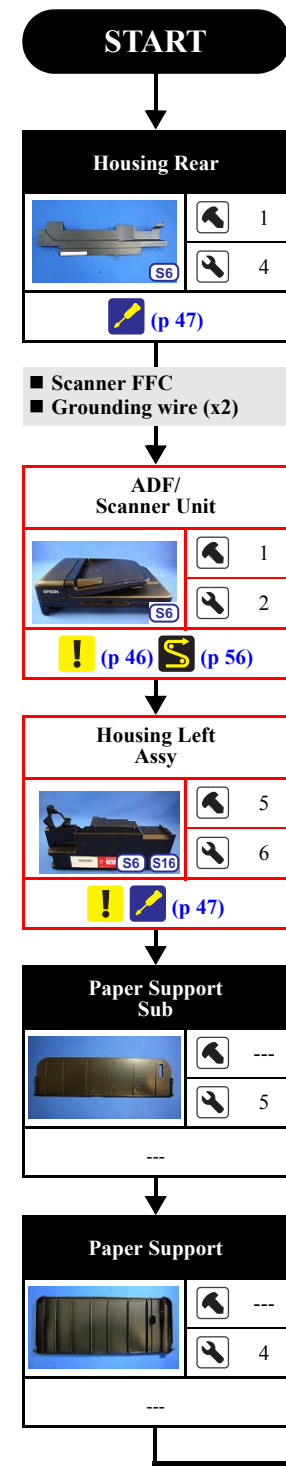 START
Housing Rear
S6
1
4
(p 47)
■ Scanner FFC
■ Grounding wire (x2)
ADF/
Scanner Unit
EPSON
S6
1
2
(p 46) (p 56)
Housing Left
Assy
S6 S16
5
6
(p 47)
Paper Support
Sub
---
5
---
Paper Support
---
4
---